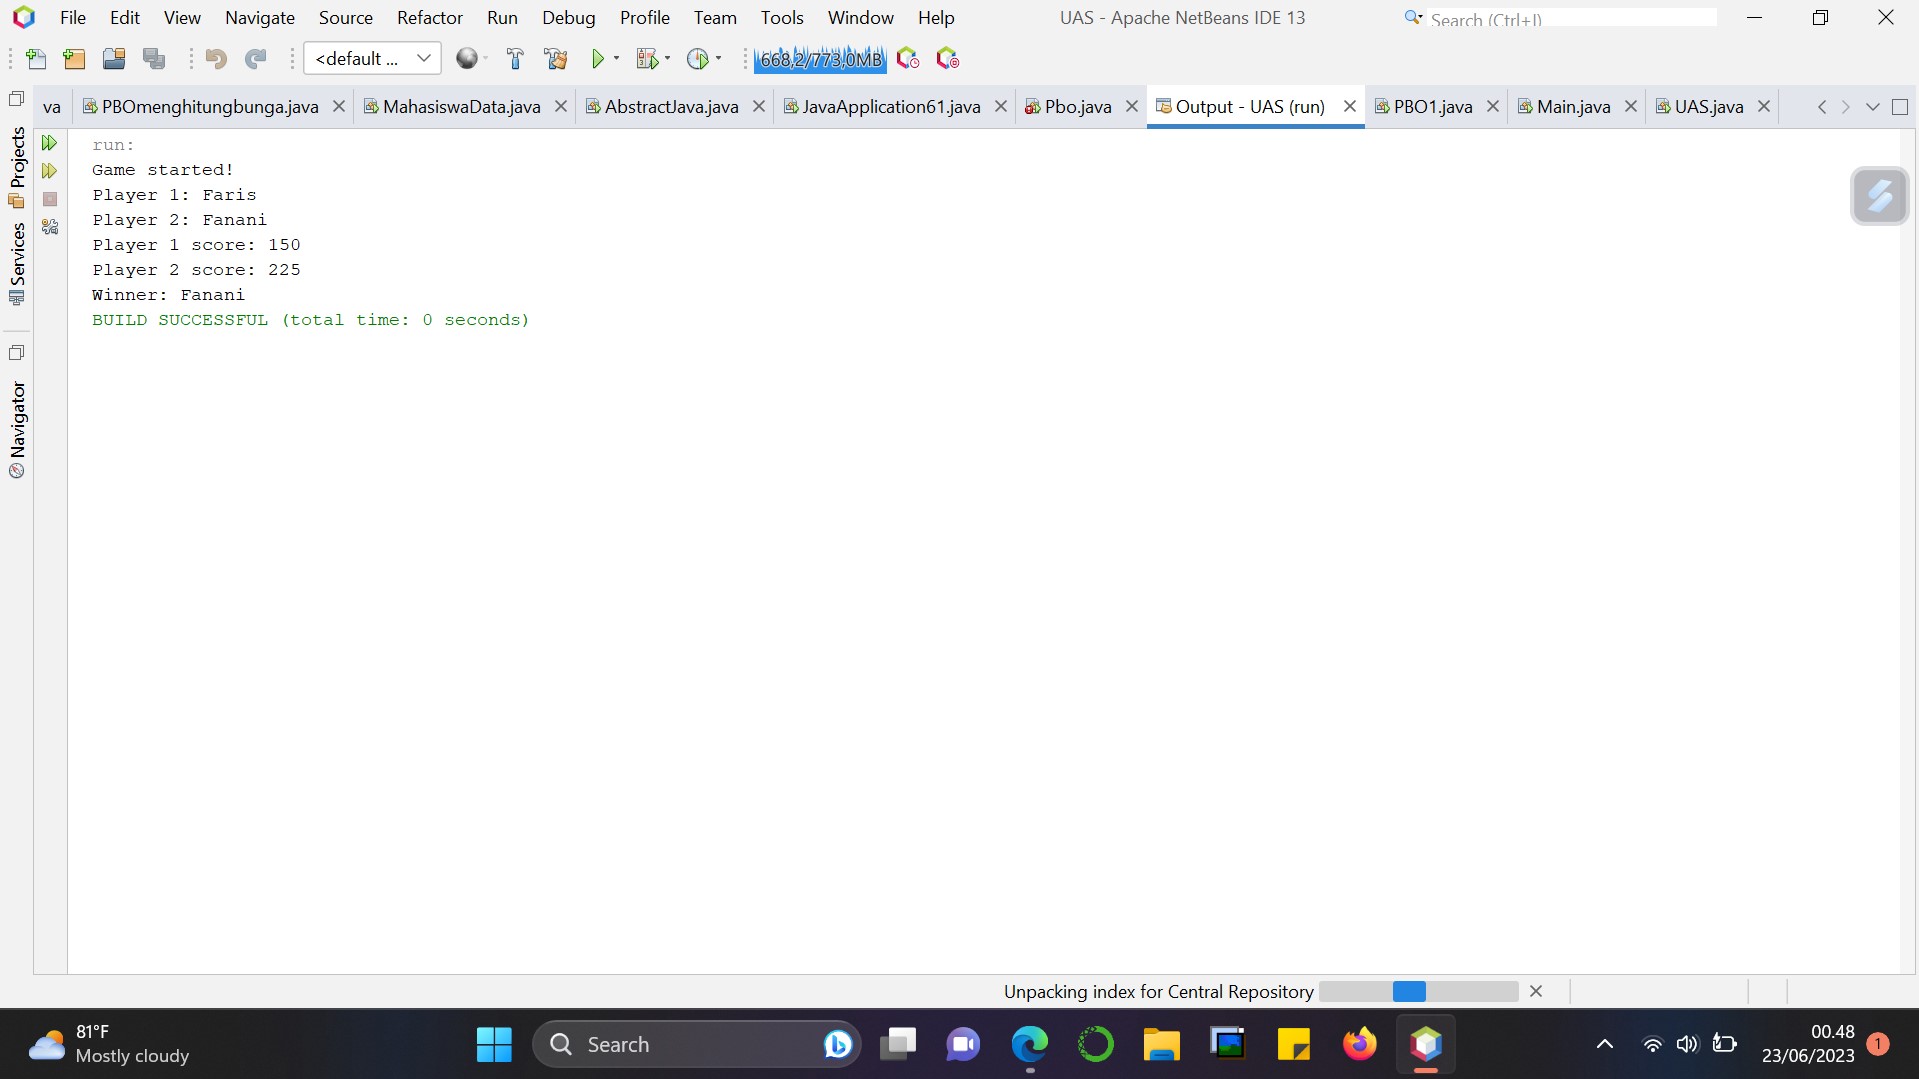 File Edit View Navigate Source Refactor Run Debug Profile Team Tools Window Help UAS - Apache NetBeans IDE 13 Search (Ctrl+I)
<default ... 668,2/773,0MB
va PBOmenghitungbunga.java MahasiswaData.java AbstractJava.java JavaApplication61.java Pbo.java Output - UAS (run) PBO1.java Main.java UAS.java
Projects
Services
Navigator
run:
Game started!
Player 1: Faris
Player 2: Fanani
Player 1 score: 150
Player 2 score: 225
Winner: Fanani
BUILD SUCCESSFUL (total time: 0 seconds)
Unpacking index for Central Repository
81°F
Mostly cloudy
Search
00.48
23/06/2023
1